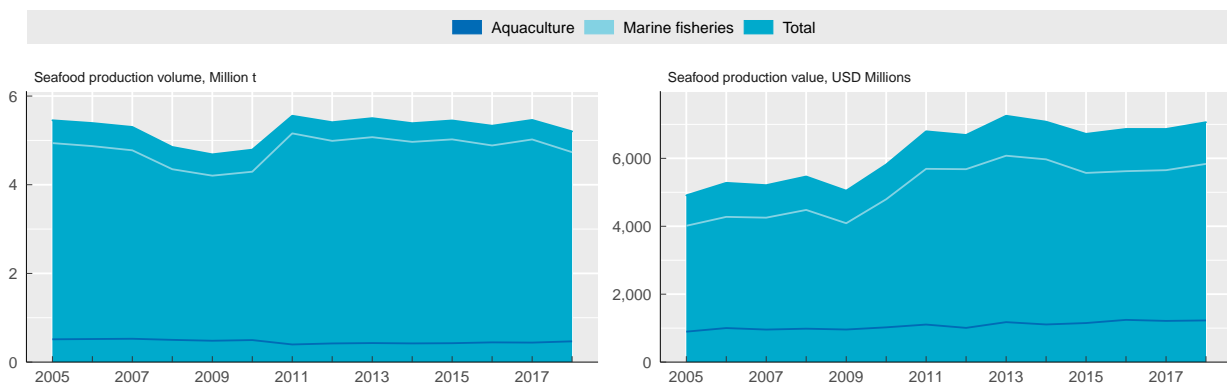 Aquaculture Marine fisheries Total
Seafood production volume, Million t
6
4
2
0
2005 2007 2009 2011 2013 2015 2017
Seafood production value, USD Millions
6,000
4,000
2,000
0
2005 2007 2009 2011 2013 2015 2017